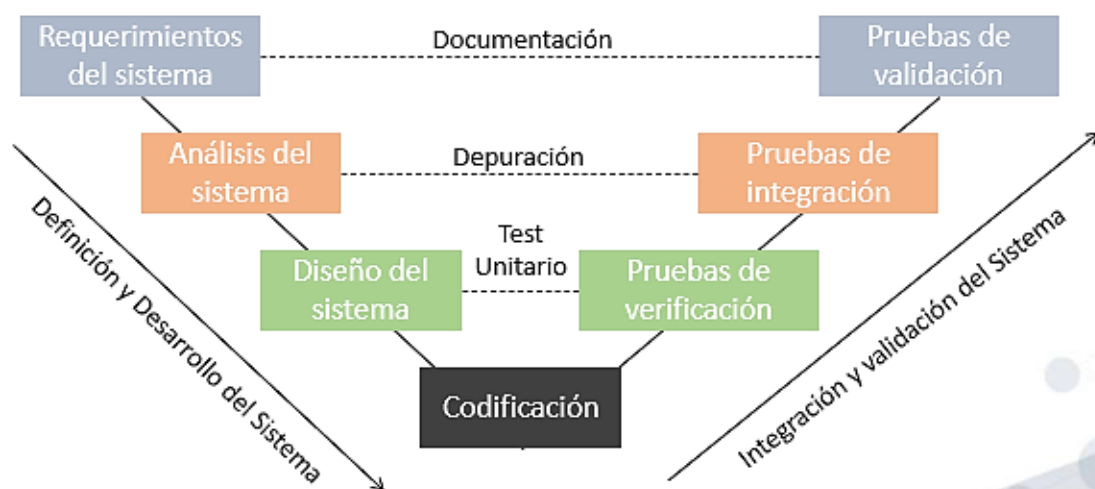 Requerimientos
del sistema
Documentación
Pruebas de
validación
Análisis del
sistema
Depuración
Pruebas de
integración
Diseño del
sistema
Test
Unitario
Pruebas de
verificación
Codificación
Definición y Desarrollo del Sistema
Integración y validación del Sistema